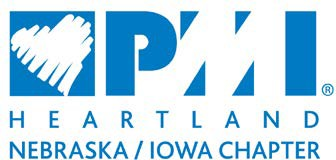 PMI®
HEARTLAND
NEBRASKA / IOWA CHAPTER